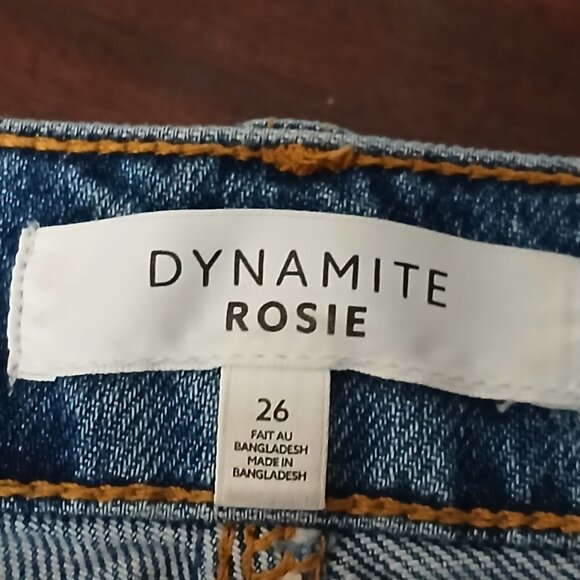 DYNAMITE
ROSIE
26
FAIT AU
BANGLADESH
MADE IN
BANGLADESH